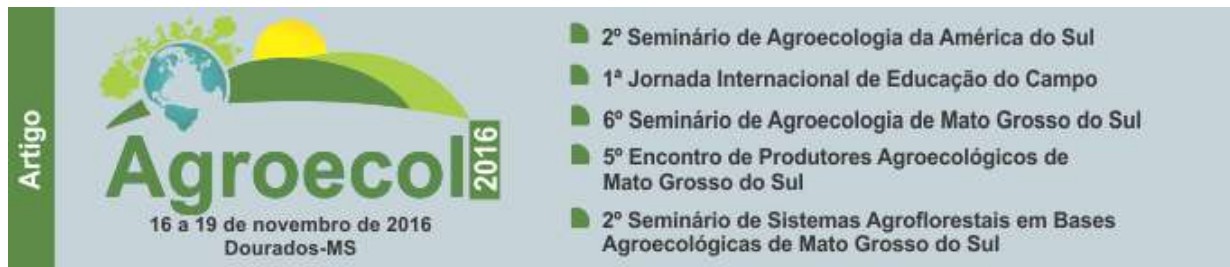 Artigo
Agroecol
2016
16 a 19 de novembro de 2016
Dourados-MS
2º Seminário de Agroecologia da América do Sul
1ª Jornada Internacional de Educação do Campo
6º Seminário de Agroecologia de Mato Grosso do Sul
5º Encontro de Produtores Agroecológicos de
Mato Grosso do Sul
2º Seminário de Sistemas Agroflorestais em Bases
Agroecológicas de Mato Grosso do Sul